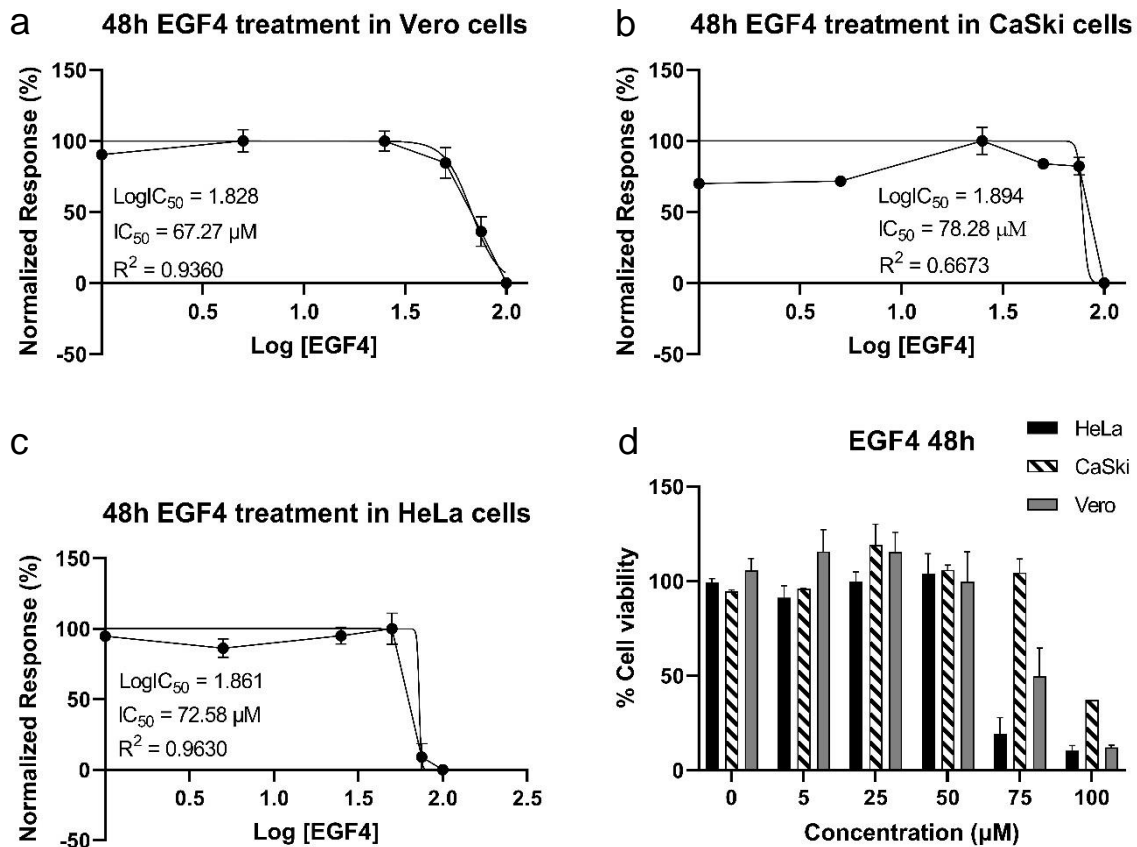 a
48h EGF4 treatment in Vero cells
Normalized Response (%)
150
100
50
0
-50
LogIC50 = 1.828
IC50 = 67.27 µM
R2 = 0.9360
0.5 1.0 1.5 2.0
Log [EGF4]
b
48h EGF4 treatment in CaSki cells
Normalized Response (%)
150
100
50
0
-50
LogIC50 = 1.894
IC50 = 78.28 µM
R2 = 0.6673
0.5 1.0 1.5 2.0
Log [EGF4]
c
48h EGF4 treatment in HeLa cells
Normalized Response (%)
150
100
50
0
-50
LogIC50 = 1.861
IC50 = 72.58 µM
R2 = 0.9630
0.5 1.0 1.5 2.0 2.5
Log [EGF4]
d
EGF4 48h
HeLa
CaSki
Vero
% Cell viability
150
100
50
0
0 5 25 50 75 100
Concentration (µM)